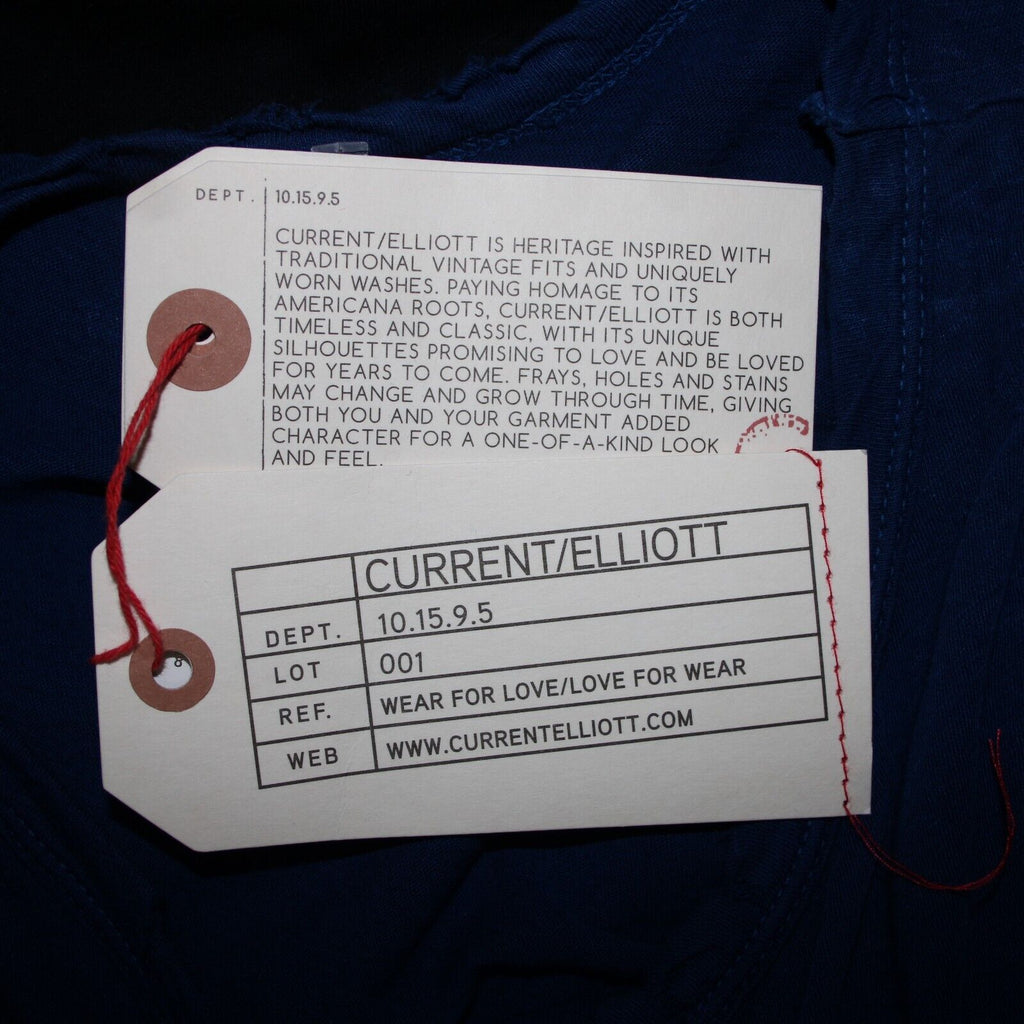 DEPT. 10.15.9.5
CURRENT/ELLIOTT IS HERITAGE INSPIRED WITH
TRADITIONAL VINTAGE FITS AND UNIQUELY
WORN WASHES. PAYING HOMAGE TO ITS
AMERICANA ROOTS, CURRENT/ELLIOTT IS BOTH
TIMELESS AND CLASSIC, WITH ITS UNIQUE
SILHOUETTES PROMISING TO LOVE AND BE LOVED
FOR YEARS TO COME. FRAYS, HOLES AND STAINS
MAY CHANGE AND GROW THROUGH TIME, GIVING
BOTH YOU AND YOUR GARMENT ADDED
CHARACTER FOR A ONE-OF-A-KIND LOOK
AND FEEL.
CURRENT/ELLIOTT
DEPT. 10.15.9.5
LOT 001
REF. WEAR FOR LOVE/LOVE FOR WEAR
WEB WWW.CURRENTELLIOTT.COM